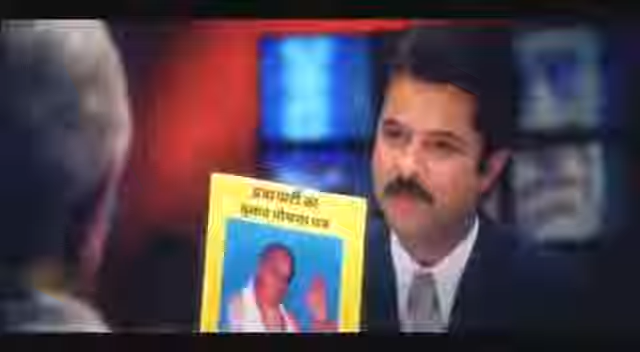 प्रजा पार्टी का
चुनाव घोषणा पत्र